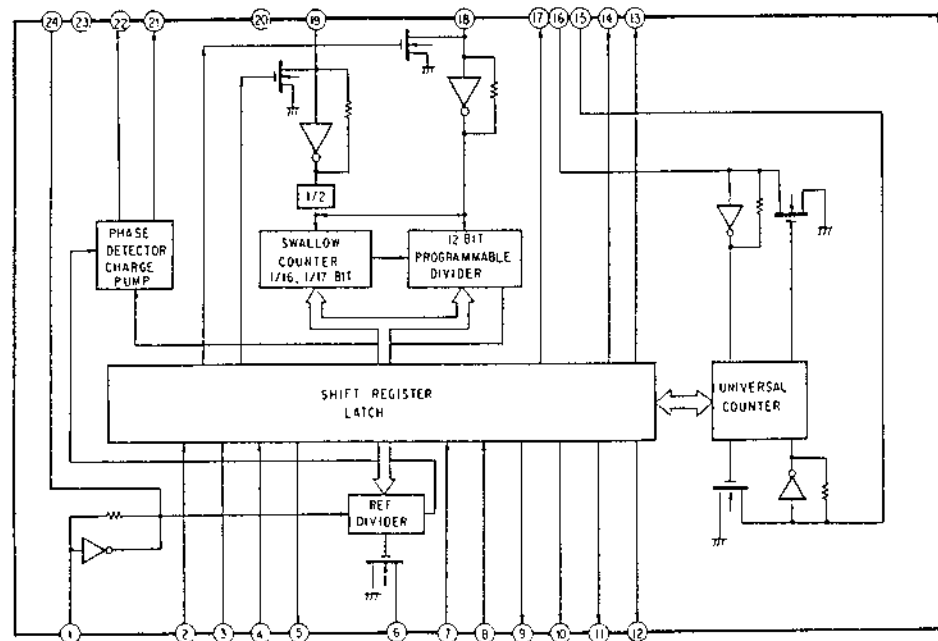 24 23 22 21 20 19 18 17 16 15 14 13
1/2
PHASE
DETECTOR
CHARGE
PUMP
SWALLOW
COUNTER
1/16, 1/17 BIT
12 BIT
PROGRAMMABLE
DIVIDER
SHIFT REGISTER
LATCH
UNIVERSAL
COUNTER
REF
DIVIDER
1 2 3 4 5 6 7 8 9 10 11 12